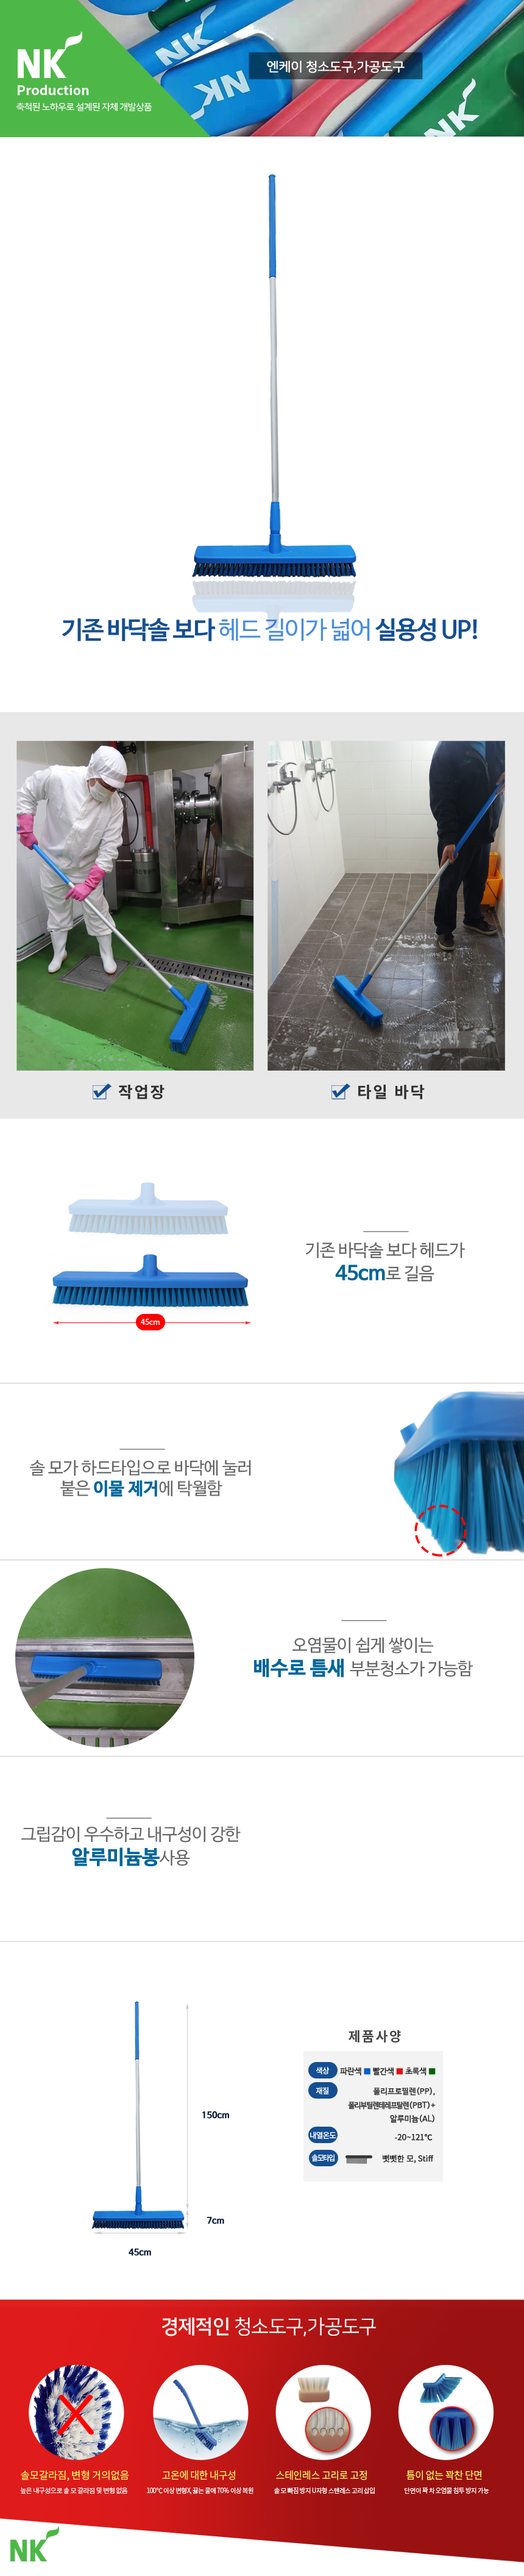 NK
Production
축척된 노하우로 설계된 자체 개발상품
엔케이 청소도구,가공도구
NK
NK
NK
기존 바닥솔 보다 헤드 길이가 넓어 실용성 UP!
작업장
타일 바닥
기존 바닥솔 보다 헤드가
45cm로 길음
45cm
솔 모가 하드타입으로 바닥에 눌러
붙은 이물 제거에 탁월함
오염물이 쉽게 쌓이는
배수로 틈새 부분청소가 가능함
그립감이 우수하고 내구성이 강한
알루미늄봉사용
제품사양
색상 파란색 빨간색 초록색
재질 폴리프로필렌(PP),
폴리부틸렌테레프탈렌(PBT)+
알루미늄(AL)
내열온도 -20~121℃
솔모타입 뻣뻣한 모, Stiff
150cm
7cm
45cm
경제적인 청소도구,가공도구
솔모갈라짐, 변형 거의없음
높은 내구성으로 솔 모 갈라짐 및 변형 없음
고온에 대한 내구성
100℃ 이상 변형X, 끓는 물에 70% 이상 복원
스테인레스 고리로 고정
솔 모 빠짐 방지 U자형 스텐레스 고리 삽입
틈이 없는 꽉찬 단면
단면이 꽉 차 오염물 침투 방지 가능
NK